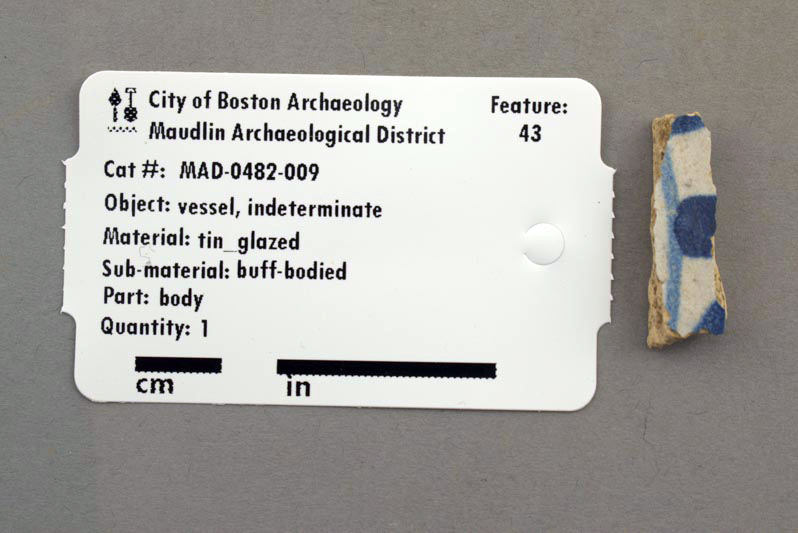 City of Boston Archaeology
Maudlin Archaeological District
Feature:
43
Cat #: MAD-0482-009
Object: vessel, indeterminate
Material: tin_glazed
Sub-material: buff-bodied
Part: body
Quantity: 1
cm
in